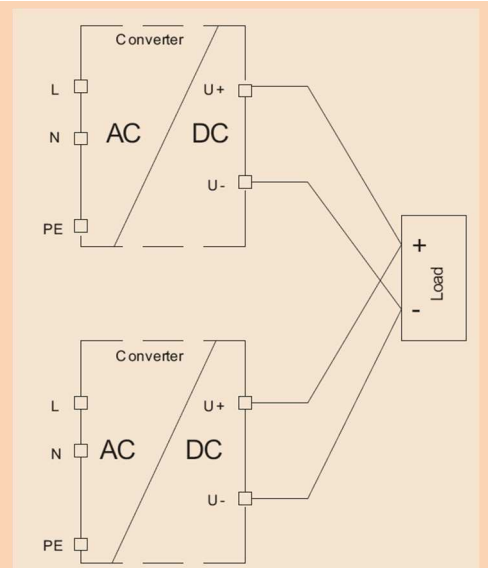 Converter
L
U+
N
AC
DC
U-
PE
+
Load
-
Converter
L
U+
N
AC
DC
U-
PE